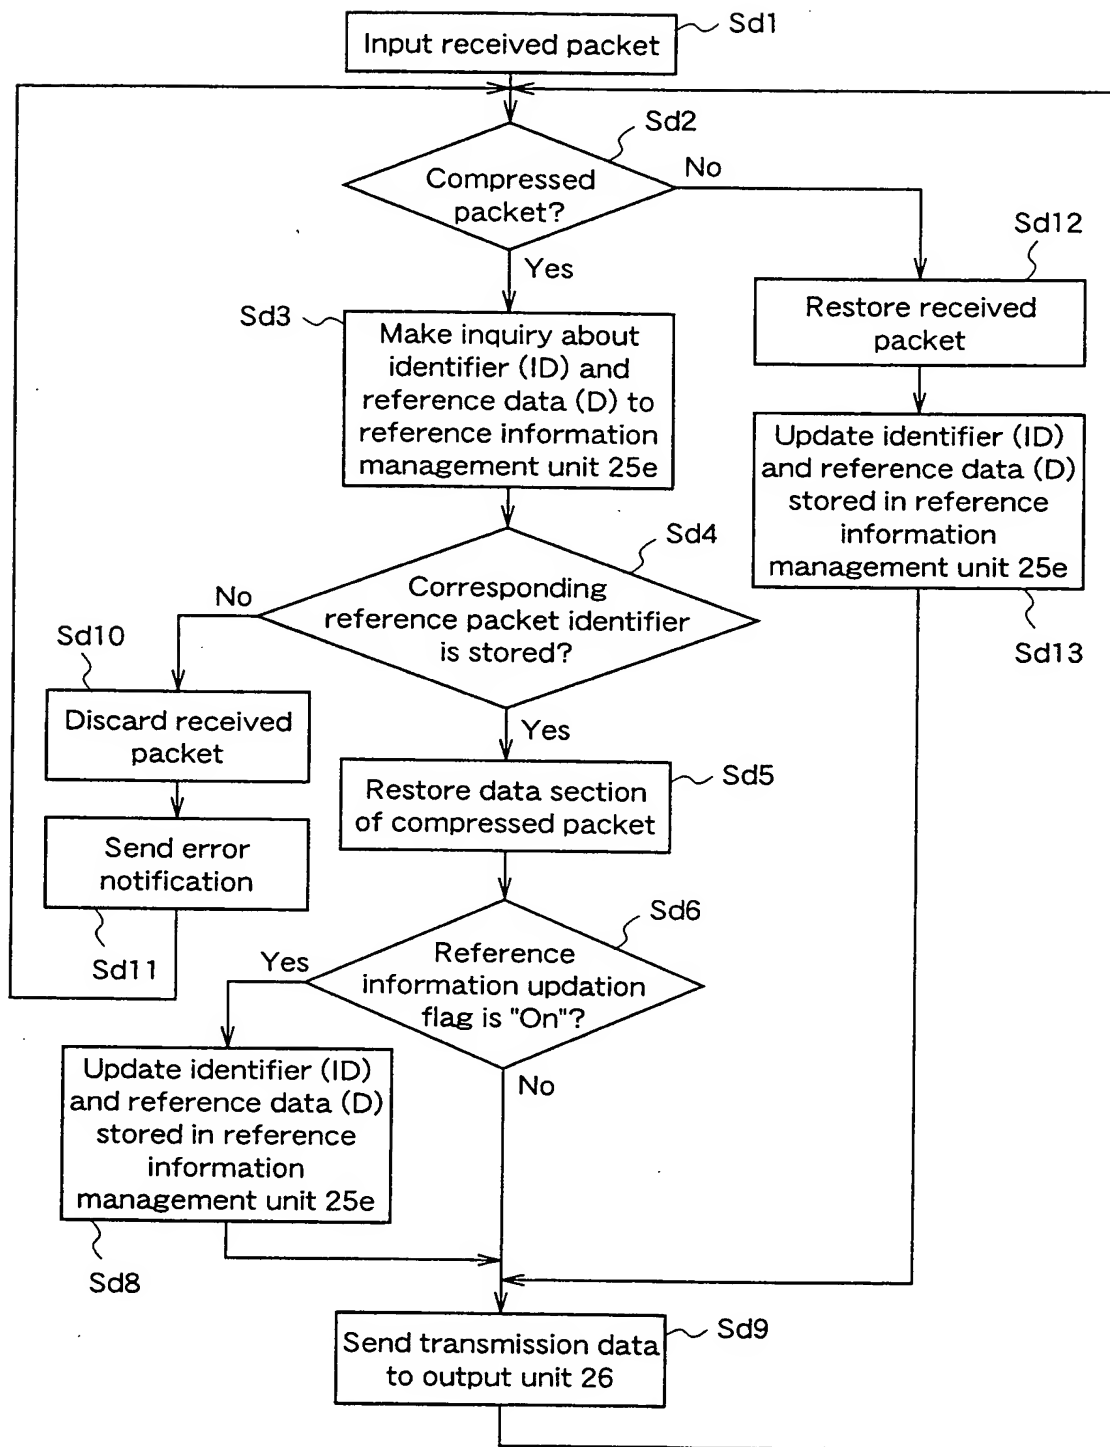 Input received packet
Sd1
Sd2
Compressed
packet?
No
Yes
Sd12
Restore received
packet
Sd3
Make inquiry about
identifier (ID) and
reference data (D) to
reference information
management unit 25e
Update identifier (ID)
and reference data (D)
stored in reference
information
management unit 25e
Sd13
Sd4
Corresponding
reference packet identifier
is stored?
No
Yes
Sd10
Discard received
packet
Sd5
Restore data section
of compressed packet
Send error
notification
Sd11
Sd6
Reference
information updation
flag is "On"?
Yes
No
Update identifier (ID)
and reference data (D)
stored in reference
information
management unit 25e
Sd8
Sd9
Send transmission data
to output unit 26